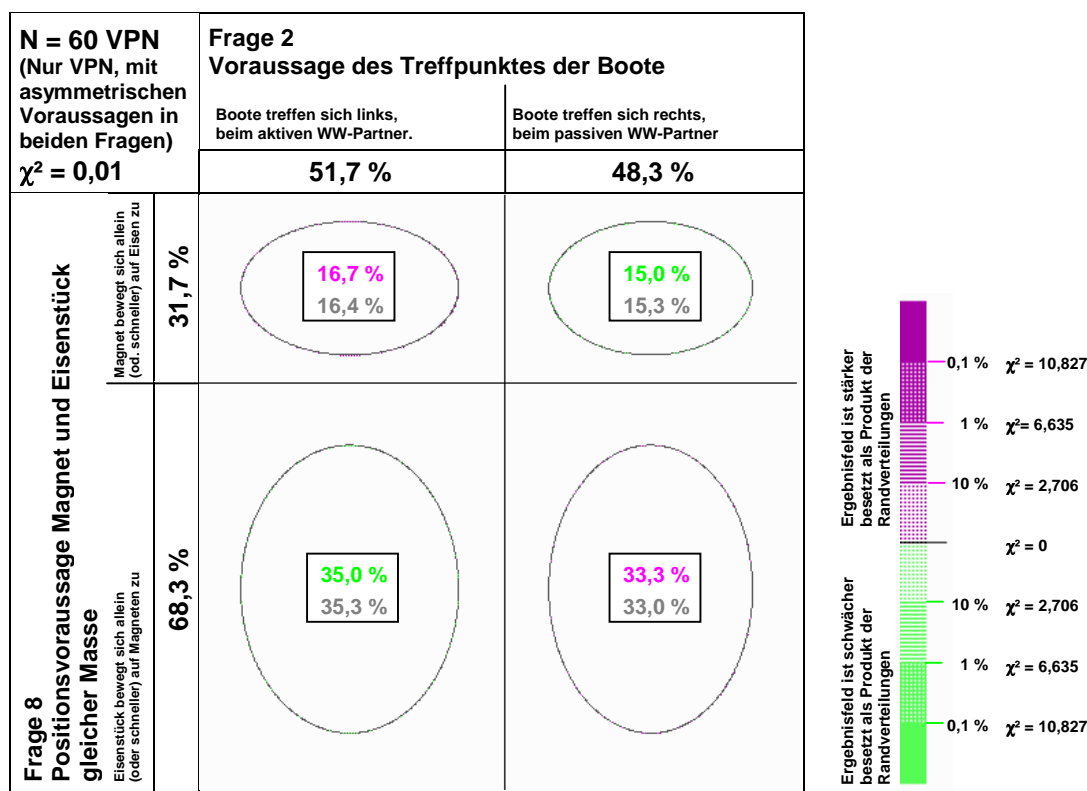 N = 60 VPN
(Nur VPN, mit
asymmetrischen
Voraussagen in
beiden Fragen)
χ² = 0,01
Frage 2
Voraussage des Treffpunktes der Boote
Boote treffen sich links,
beim aktiven WW-Partner.
Boote treffen sich rechts,
beim passiven WW-Partner
51,7 %
48,3 %
Frage 8
Positionsvoraussage Magnet und Eisenstück
gleicher Masse
Magnet bewegt sich allein
(od. schneller) auf Eisen zu
31,7 %
16,7 %
16,4 %
15,0 %
15,3 %
Eisenstück bewegt sich allein
(oder schneller) auf Magneten zu
68,3 %
35,0 %
35,3 %
33,3 %
33,0 %
Ergebnisfeld ist stärker
besetzt als Produkt der
Randverteilungen
0,1 % χ² = 10,827
1 % χ²= 6,635
10 % χ² = 2,706
χ² = 0
Ergebnisfeld ist schwächer
besetzt als Produkt der
Randverteilungen
10 % χ² = 2,706
1 % χ² = 6,635
0,1 % χ² = 10,827